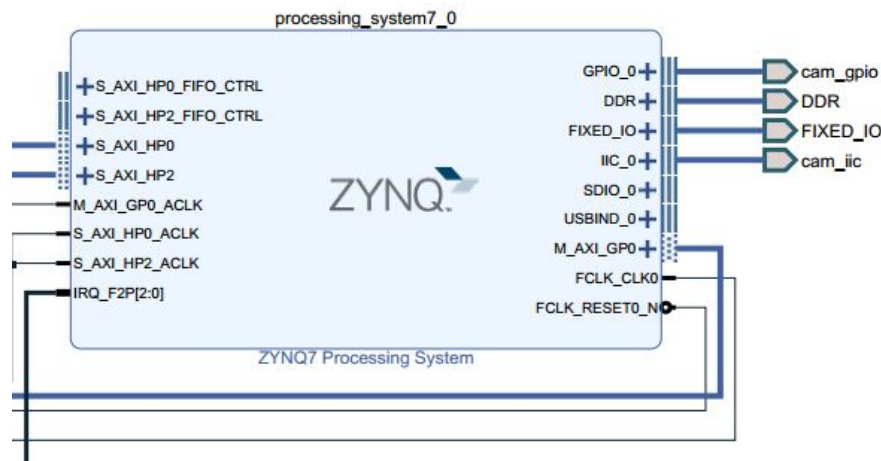 processing_system7_0
S_AXI_HP0_FIFO_CTRL
S_AXI_HP2_FIFO_CTRL
S_AXI_HP0
S_AXI_HP2
M_AXI_GP0_ACLK
S_AXI_HP0_ACLK
S_AXI_HP2_ACLK
IRQ_F2P[2:0]
ZYNQ
GPIO_0
DDR
FIXED_IO
IIC_0
SDIO_0
USBIND_0
M_AXI_GP0
FCLK_CLK0
FCLK_RESET0_N
cam_gpio
DDR
FIXED_IO
cam_iic
ZYNQ7 Processing System